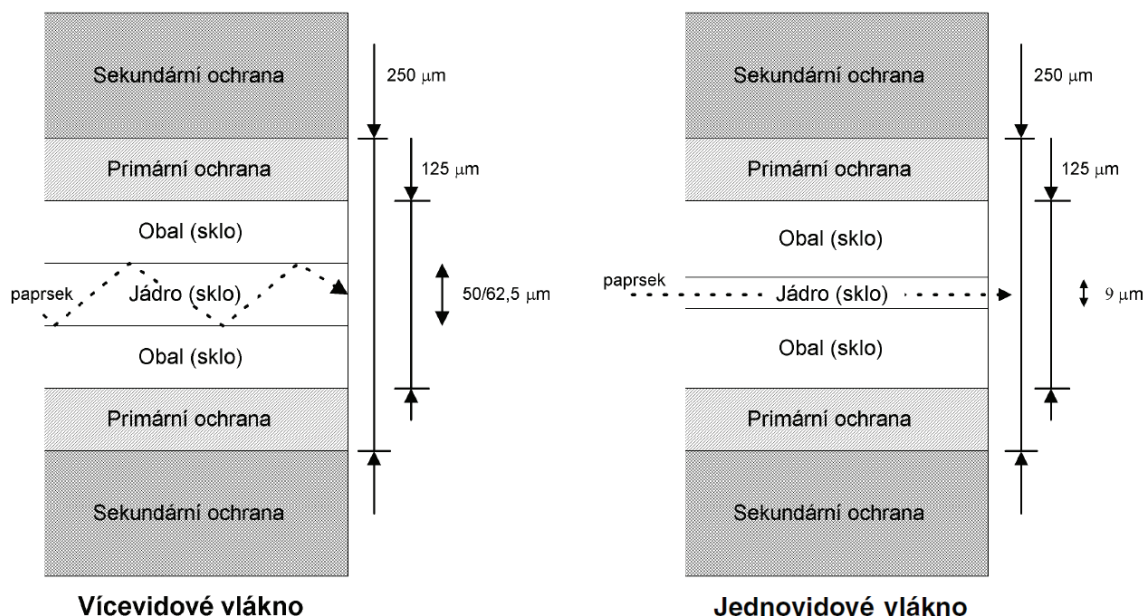 Sekundární ochrana
250 μm
Primární ochrana
125 μm
Obal (sklo)
paprsek
Jádro (sklo)
50/62,5 μm
Obal (sklo)
Primární ochrana
Sekundární ochrana
Vícevidové vlákno
Sekundární ochrana
250 μm
Primární ochrana
125 μm
Obal (sklo)
paprsek
Jádro (sklo)
9 μm
Obal (sklo)
Primární ochrana
Sekundární ochrana
Jednovidové vlákno